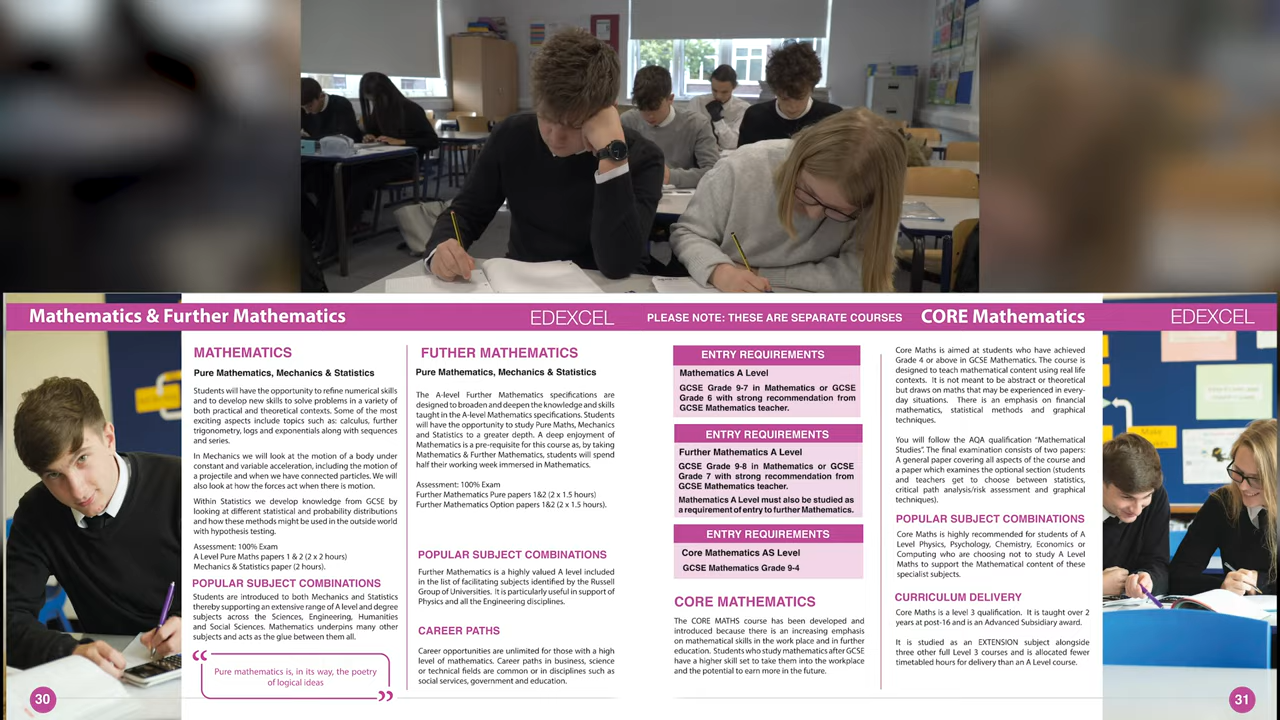 Mathematics & Further Mathematics
EDEXCEL
PLEASE NOTE: THESE ARE SEPARATE COURSES
CORE Mathematics
EDEXCEL
MATHEMATICS
Pure Mathematics, Mechanics & Statistics
Students will have the opportunity to refine numerical skills
and to develop new skills to solve problems in a variety of
both practical and theoretical contexts. Some of the most
exciting aspects include topics such as: calculus, further
trigonometry, logs and exponentials along with sequences
and series.
In Mechanics we will look at the motion of a body under
constant and variable acceleration, including the motion of
a projectile and when we have connected particles. We will
also look at how the forces act when there is motion.
Within Statistics we develop knowledge from GCSE by
looking at different statistical and probability distributions
and how these methods might be used in the outside world
with hypothesis testing.
Assessment: 100% Exam
A Level Pure Maths papers 1 & 2 (2 x 2 hours)
Mechanics & Statistics paper (2 hours).
POPULAR SUBJECT COMBINATIONS
Students are introduced to both Mechanics and Statistics
thereby supporting an extensive range of A level and degree
subjects across the Sciences, Engineering, Humanities
and Social Sciences. Mathematics underpins many other
subjects and acts as the glue between them all.
“
Pure mathematics is, in its way, the poetry
of logical ideas
”
30
FUTHER MATHEMATICS
Pure Mathematics, Mechanics & Statistics
The A-level Further Mathematics specifications are
designed to broaden and deepen the knowledge and skills
taught in the A-level Mathematics specifications. Students
will have the opportunity to study Pure Maths, Mechanics
and Statistics to a greater depth. A deep enjoyment of
Mathematics is a pre-requisite for this course as, by taking
Mathematics & Further Mathematics, students will spend
half their working week immersed in Mathematics.
Assessment: 100% Exam
Further Mathematics Pure papers 1&2 (2 x 1.5 hours)
Further Mathematics Option papers 1&2 (2 x 1.5 hours).
POPULAR SUBJECT COMBINATIONS
Further Mathematics is a highly valued A level included
in the list of facilitating subjects identified by the Russell
Group of Universities. It is particularly useful in support of
Physics and all the Engineering disciplines.
CAREER PATHS
Career opportunities are unlimited for those with a high
level of mathematics. Career paths in business, science
or technical fields are common or in disciplines such as
social services, government and education.
ENTRY REQUIREMENTS
Mathematics A Level
GCSE Grade 9-7 in Mathematics or GCSE
Grade 6 with strong recommendation from
GCSE Mathematics teacher.
ENTRY REQUIREMENTS
Further Mathematics A Level
GCSE Grade 9-8 in Mathematics or GCSE
Grade 7 with strong recommendation from
GCSE Mathematics teacher.
Mathematics A Level must also be studied as
a requirement of entry to further Mathematics.
ENTRY REQUIREMENTS
Core Mathematics AS Level
GCSE Mathematics Grade 9-4
CORE MATHEMATICS
The CORE MATHS course has been developed and
introduced because there is an increasing emphasis
on mathematical skills in the work place and in further
education. Students who study mathematics after GCSE
have a higher skill set to take them into the workplace
and the potential to earn more in the future.
Core Maths is aimed at students who have achieved
Grade 4 or above in GCSE Mathematics. The course is
designed to teach mathematical content using real life
contexts. It is not meant to be abstract or theoretical
but draws on maths that may be experienced in every-
day situations. There is an emphasis on financial
mathematics, statistical methods and graphical
techniques.
You will follow the AQA qualification "Mathematical
Studies". The final examination consists of two papers:
A general paper covering all aspects of the course and
a paper which examines the optional section (students
and teachers get to choose between statistics,
critical path analysis/risk assessment and graphical
techniques).
POPULAR SUBJECT COMBINATIONS
Core Maths is highly recommended for students of A
Level Physics, Psychology, Chemistry, Economics or
Computing who are choosing not to study A Level
Maths to support the Mathematical content of these
specialist subjects.
CURRICULUM DELIVERY
Core Maths is a level 3 qualification. It is taught over 2
years at post-16 and is an Advanced Subsidiary award.
It is studied as an EXTENSION subject alongside
three other full Level 3 courses and is allocated fewer
timetabled hours for delivery than an A Level course.
31